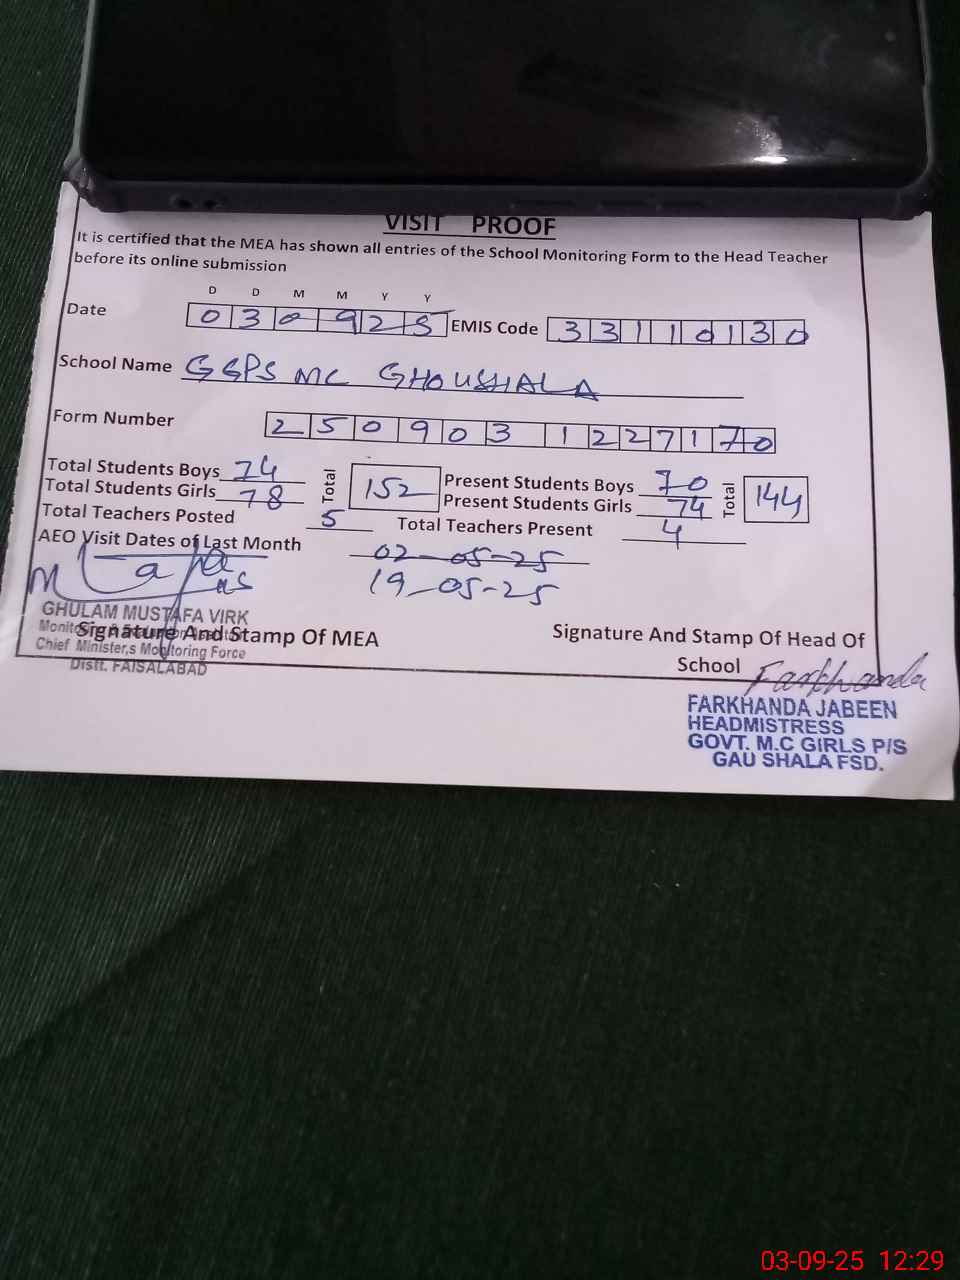 VISIT PROOF
It is certified that the MEA has shown all entries of the School Monitoring Form to the Head Teacher
before its online submission
D D M M Y Y
Date 0 3 0 9 2 5 EMIS Code 3 3 1 1 0 1 3 0
School Name GGPS MC GHOUSHALA
Form Number 2 5 0 9 0 3 1 2 2 7 1 7 0
Total Students Boys 74 Total 152 Present Students Boys 70 Total 144
Total Students Girls 78 Present Students Girls 74
Total Teachers Posted 5 Total Teachers Present 4
AEO Visit Dates of Last Month 02-05-25
19-05-25
GHULAM MUSTAFA VIRK
Signature And Stamp Of MEA
Chief Minister,s Monitoring Force
Distt. FAISALABAD
Signature And Stamp Of Head Of
School Farkhanda
FARKHANDA JABEEN
HEADMISTRESS
GOVT. M.C GIRLS P/S
GAU SHALA FSD.
03-09-25 12:29